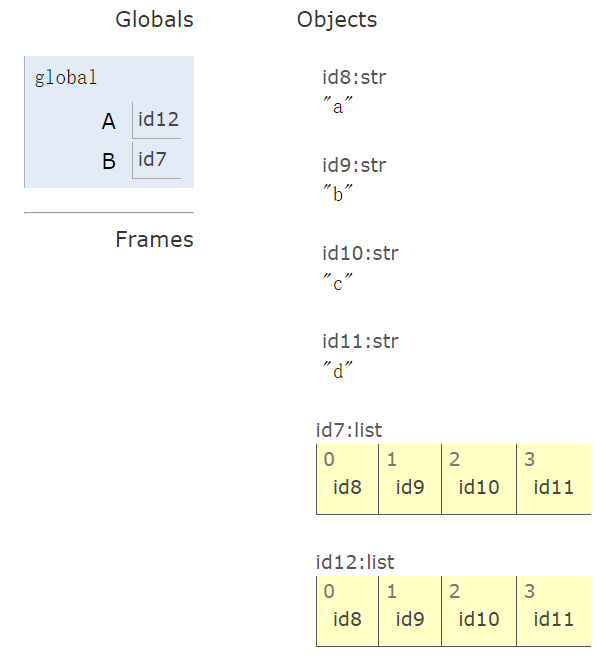 Globals
Objects
global
A id12
B id7
Frames
id8:str
"a"
id9:str
"b"
id10:str
"c"
id11:str
"d"
id7:list
0 1 2 3
id8 id9 id10 id11
id12:list
0 1 2 3
id8 id9 id10 id11